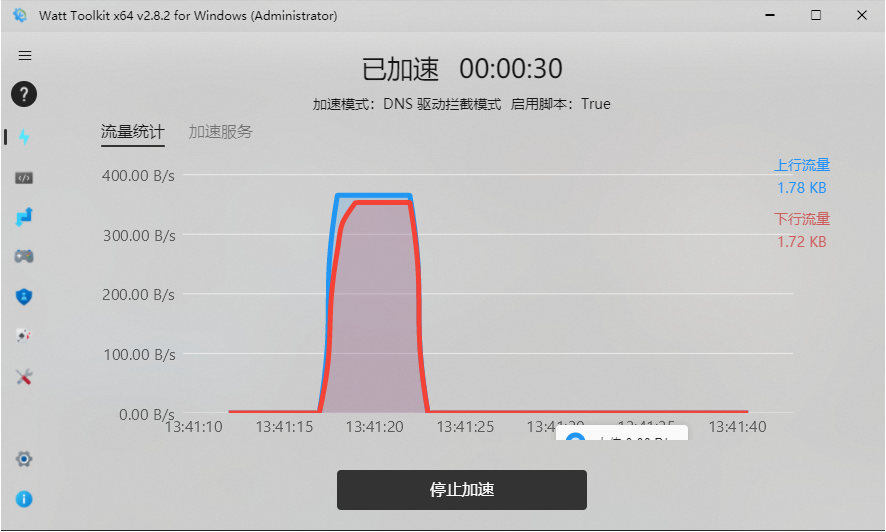 Watt Toolkit x64 v2.8.2 for Windows (Administrator)
已加速 00:00:30
加速模式：DNS 驱动拦截模式 启用脚本：True
流量统计 加速服务
上行流量
1.78 KB
下行流量
1.72 KB
400.00 B/s
300.00 B/s
200.00 B/s
100.00 B/s
0.00 B/s
13:41:10 13:41:15 13:41:20 13:41:25 13:41:35 13:41:40
停止加速